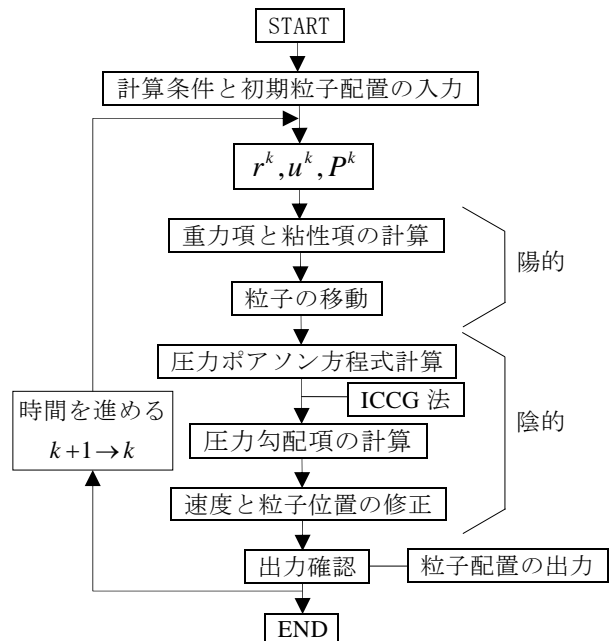 START
計算条件と初期粒子配置の入力
r^k, u^k, P^k
重力項と粘性項の計算
陽的
粒子の移動
圧力ポアソン方程式計算
ICCG 法
時間を進める
k+1→k
陰的
圧力勾配項の計算
速度と粒子位置の修正
出力確認
粒子配置の出力
END